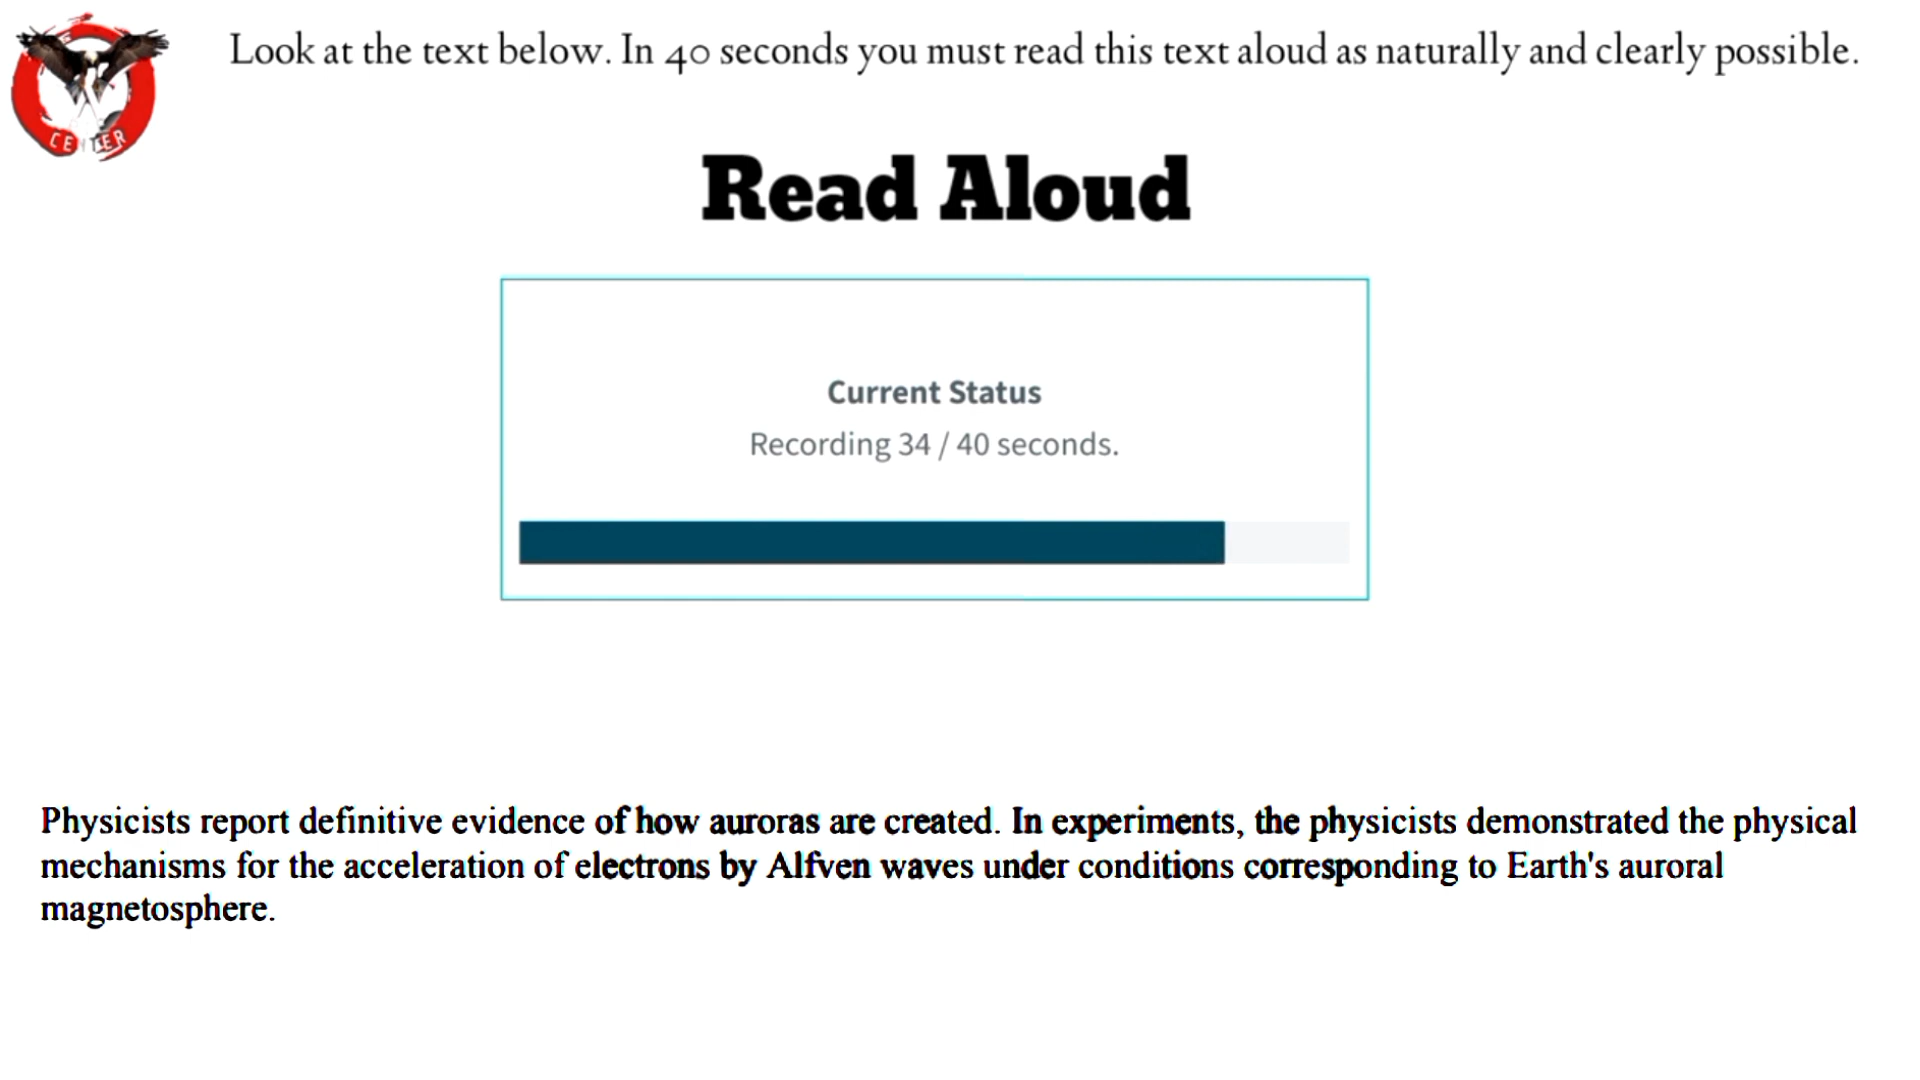 Look at the text below. In 40 seconds you must read this text aloud as naturally and clearly possible.
CENTER
Read Aloud
Current Status
Recording 34 / 40 seconds.
Physicists report definitive evidence of how auroras are created. In experiments, the physicists demonstrated the physical
mechanisms for the acceleration of electrons by Alfven waves under conditions corresponding to Earth's auroral
magnetosphere.